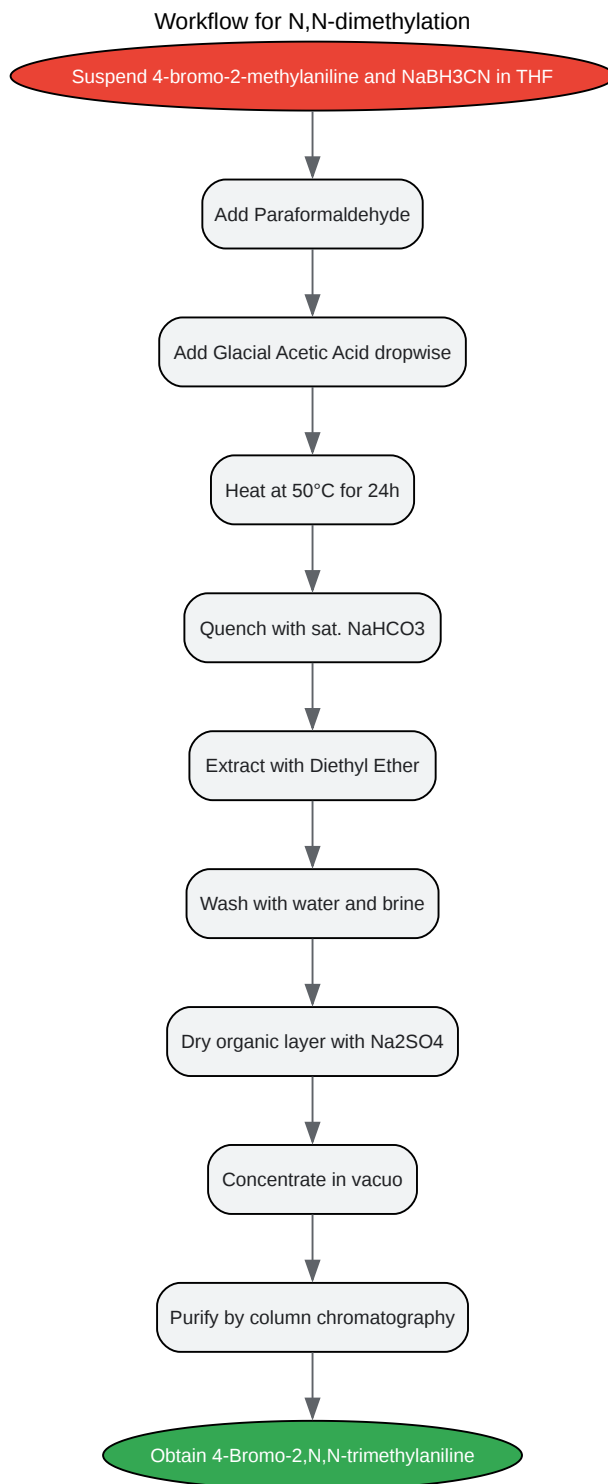 Workflow for N,N-dimethylation
Suspend 4-bromo-2-methylaniline and NaBH3CN in THF
Add Paraformaldehyde
Add Glacial Acetic Acid dropwise
Heat at 50°C for 24h
Quench with sat. NaHCO3
Extract with Diethyl Ether
Wash with water and brine
Dry organic layer with Na2SO4
Concentrate in vacuo
Purify by column chromatography
Obtain 4-Bromo-2,N,N-trimethylaniline